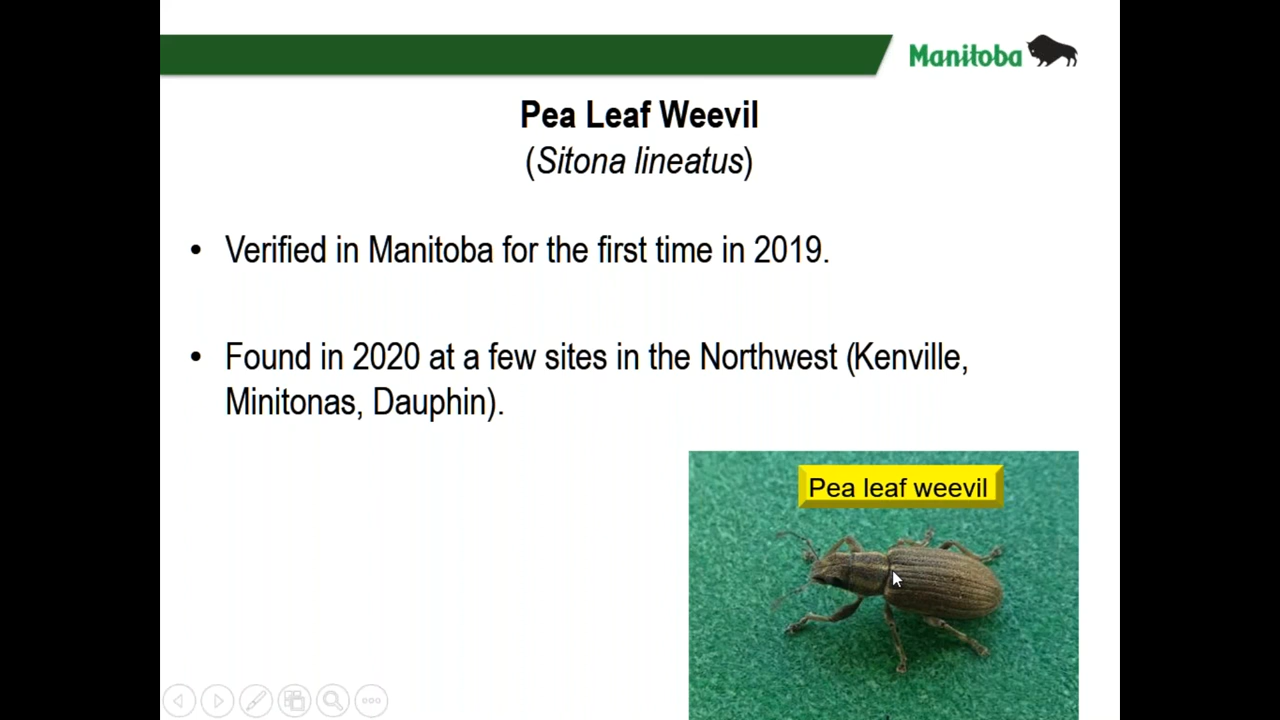 Manitoba
Pea Leaf Weevil
(Sitona lineatus)
• Verified in Manitoba for the first time in 2019.
• Found in 2020 at a few sites in the Northwest (Kenville,
Minitonas, Dauphin).
Pea leaf weevil